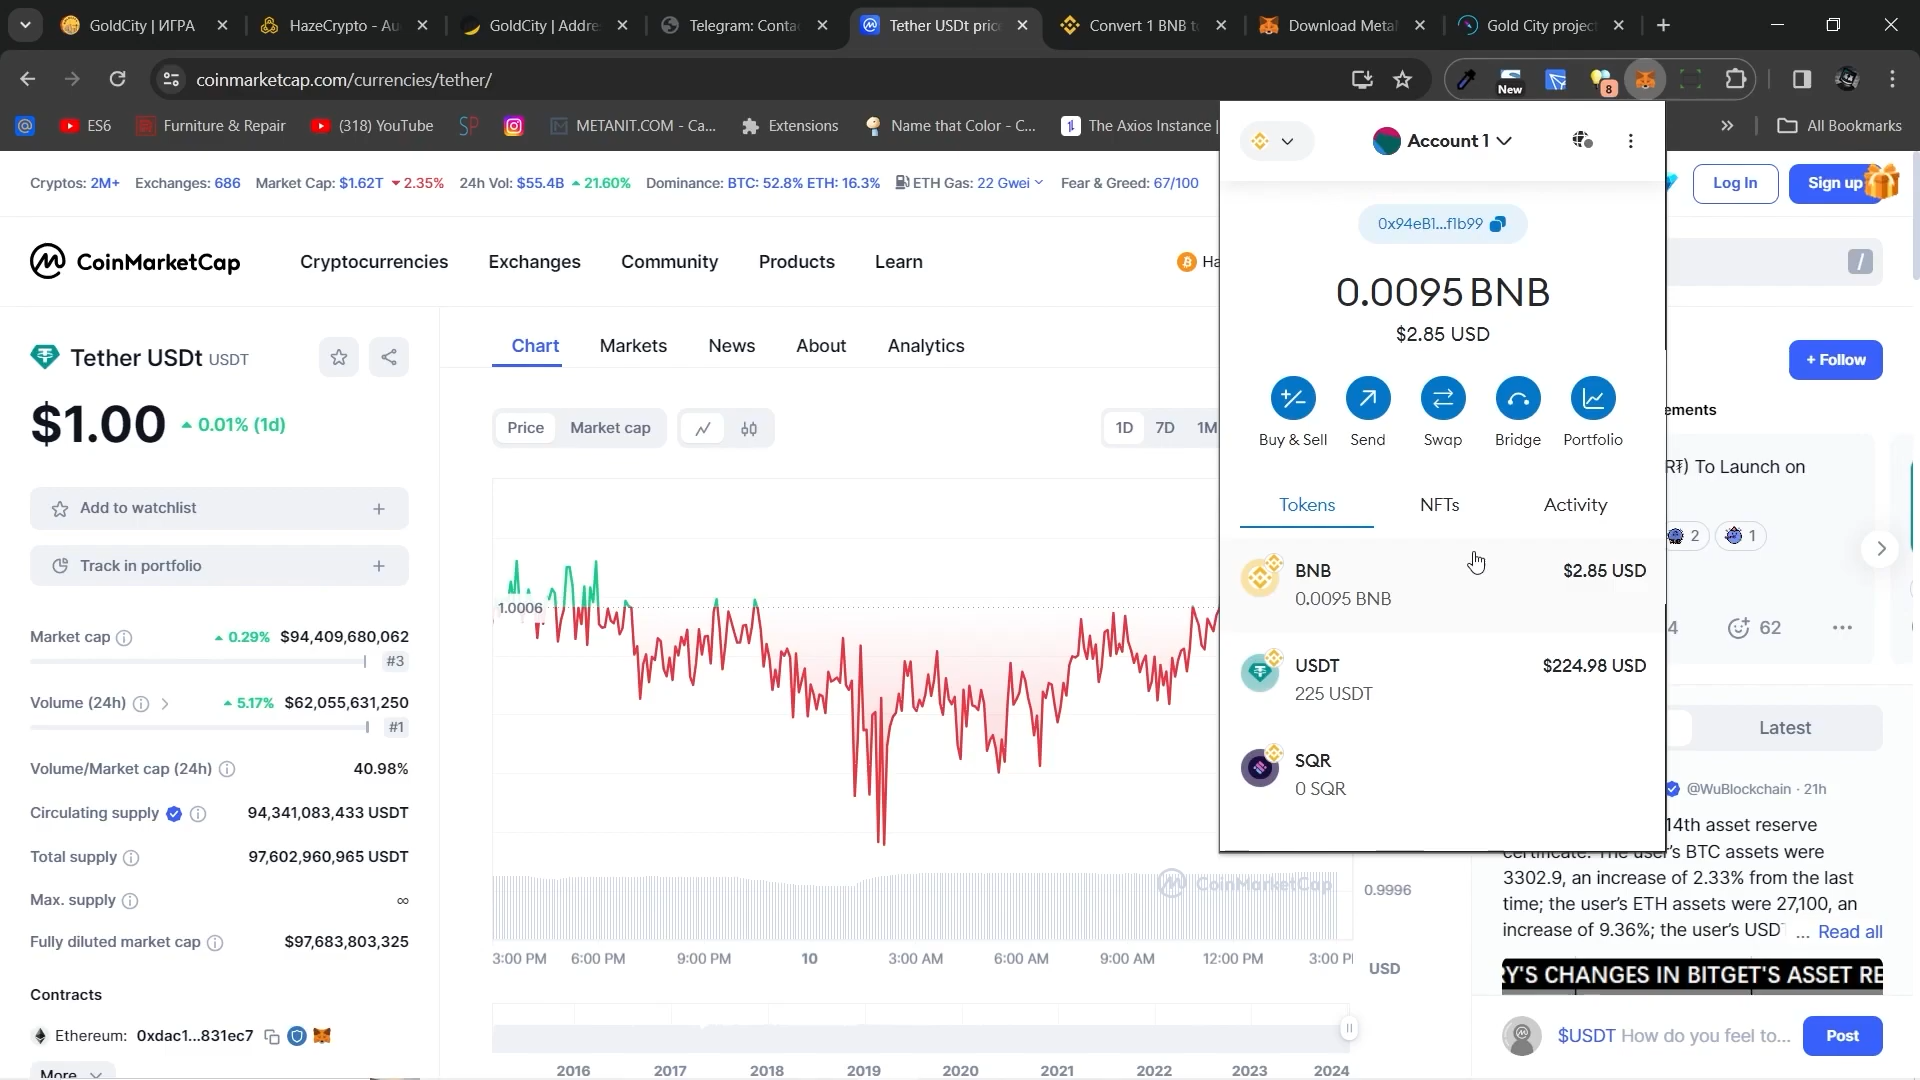 GoldCity | ИГРА
HazeCrypto - Au
GoldCity | Addre
Telegram: Conta
Tether USDt pric
Convert 1 BNB t
Download Meta
Gold City project
coinmarketcap.com/currencies/tether/
New
8
ES6
Furniture & Repair
(318) YouTube
SP
METANIT.COM - Ca...
Extensions
Name that Color - C...
The Axios Instance |
All Bookmarks
Cryptos: 2M+ Exchanges: 686 Market Cap: $1.62T 2.35% 24h Vol: $55.4B 21.60% Dominance: BTC: 52.8% ETH: 16.3% ETH Gas: 22 Gwei Fear & Greed: 67/100
Log In
Sign up
CoinMarketCap
Cryptocurrencies
Exchanges
Community
Products
Learn
Ha
/
Tether USDt USDT
$1.00 0.01% (1d)
Add to watchlist +
Track in portfolio +
Market cap 0.29% $94,409,680,062
#3
Volume (24h) 5.17% $62,055,631,250
#1
Volume/Market cap (24h) 40.98%
Circulating supply 94,341,083,433 USDT
Total supply 97,602,960,965 USDT
Max. supply ∞
Fully diluted market cap $97,683,803,325
Contracts
Ethereum: 0xdac1...831ec7
More
Chart
Markets
News
About
Analytics
Price
Market cap
1D
7D
1M
1.0006
CoinMarketCap
0.9996
3:00 PM 6:00 PM 9:00 PM 10 3:00 AM 6:00 AM 9:00 AM 12:00 PM 3:00 P
USD
2016 2017 2018 2019 2020 2021 2022 2023 2024
Account 1
0x94eB1...f1b99
0.0095 BNB
$2.85 USD
Buy & Sell
Send
Swap
Bridge
Portfolio
Tokens
NFTs
Activity
BNB $2.85 USD
0.0095 BNB
USDT $224.98 USD
225 USDT
SQR
0 SQR
+ Follow
ements
R₮) To Launch on
2
1
4
62
...
Latest
@WuBlockchain · 21h
14th asset reserve
certificate. The user's BTC assets were
3302.9, an increase of 2.33% from the last
time; the user's ETH assets were 27,100, an
increase of 9.36%; the user's USDT ... Read all
RY'S CHANGES IN BITGET'S ASSET RE
$USDT How do you feel to...
Post